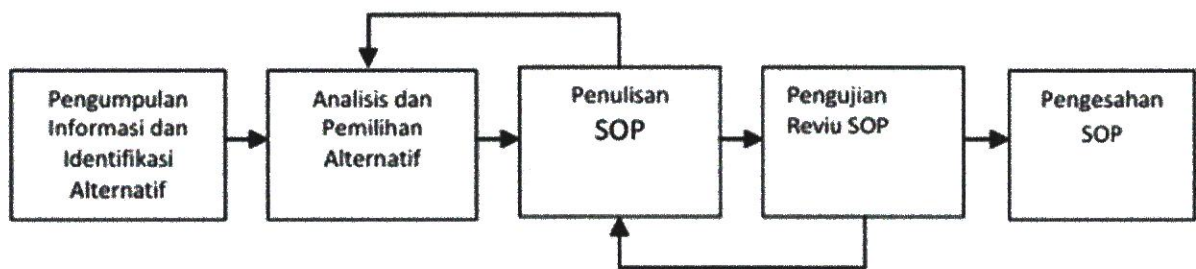 Pengumpulan
Informasi dan
Identifikasi
Alternatif
Analisis dan
Pemilihan
Alternatif
Penulisan
SOP
Pengujian
Reviu SOP
Pengesahan
SOP